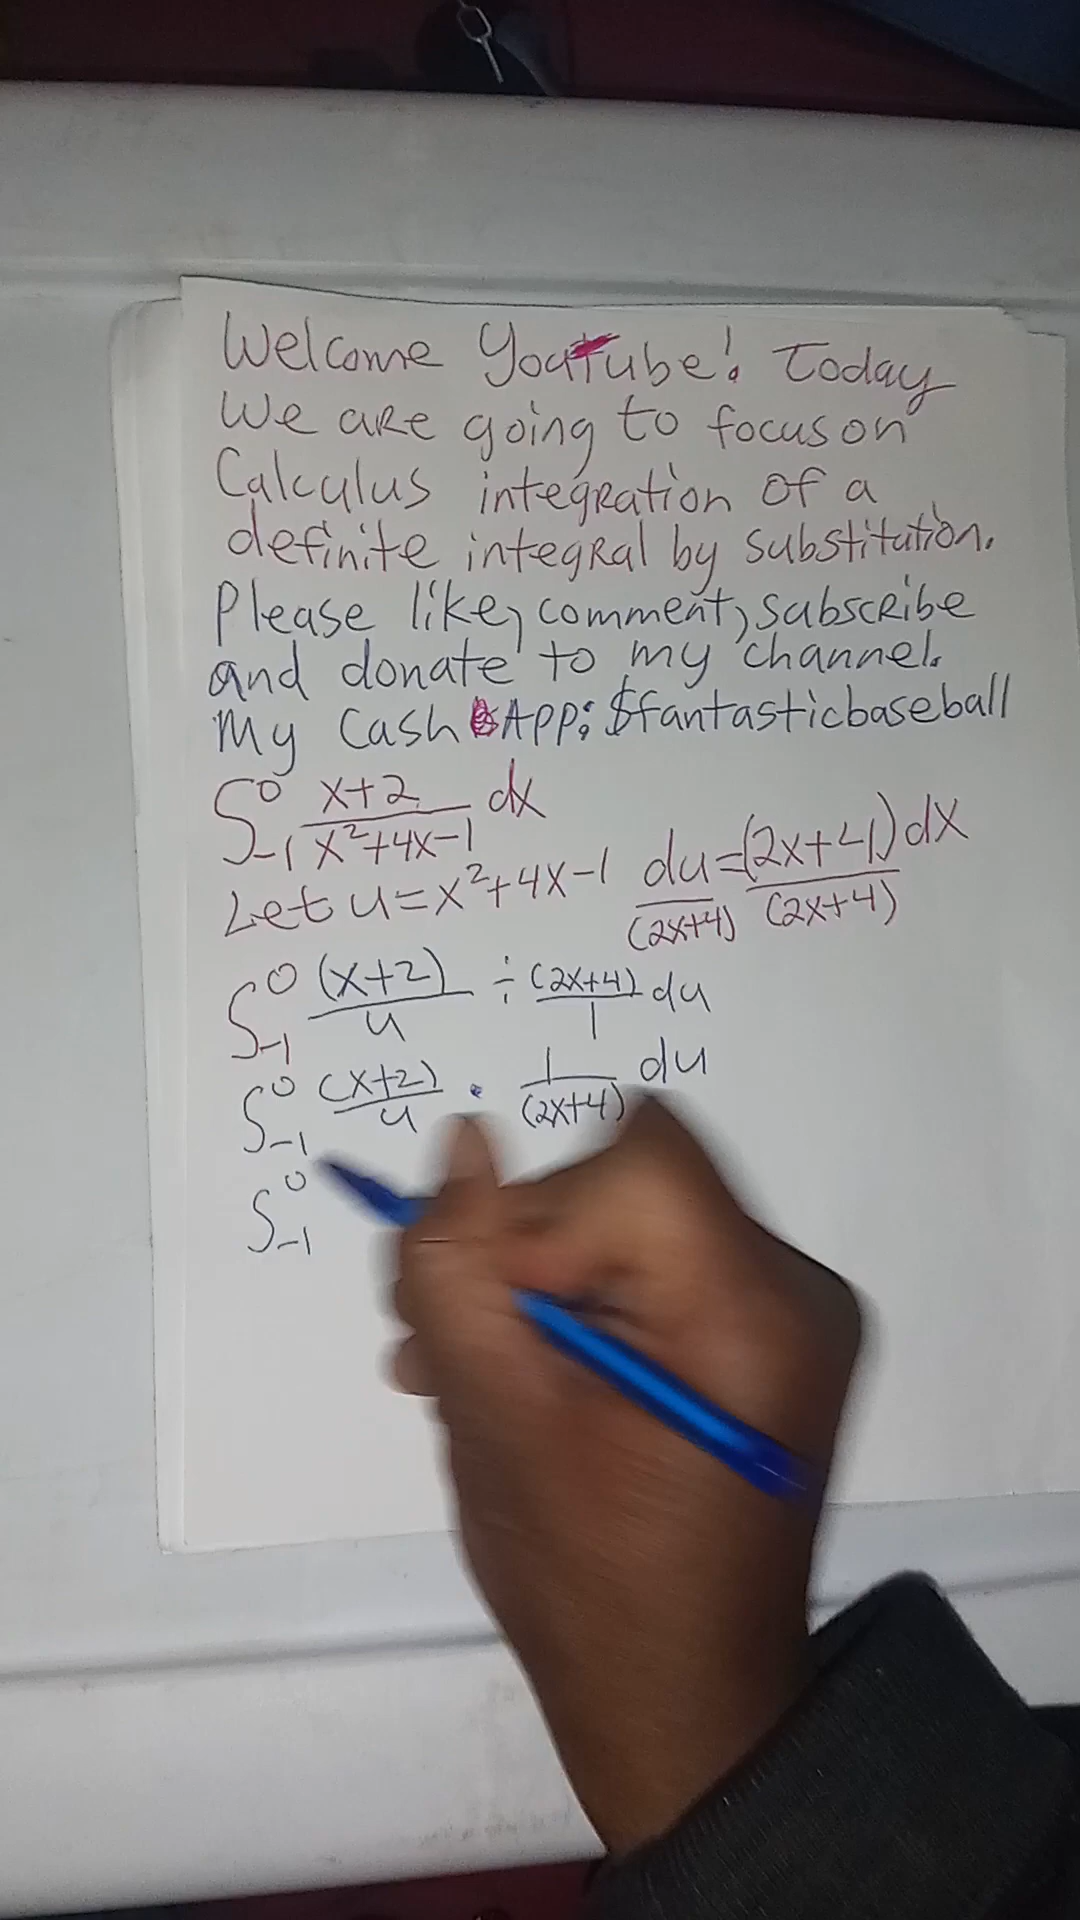 Welcome YouTube! Today
We are going to focus on
Calculus integration of a
definite integral by substitution.
Please like, comment, subscribe
and donate to my channel.
My Cash App: $fantasticbaseball
∫₋₁⁰ (x+2)/(x²+4x-1) dx
Let u=x²+4x-1 du/(2x+4) = (2x+4)dx/(2x+4)
∫₋₁⁰ (x+2)/u ÷ (2x+4)/1 du
∫₋₁⁰ (x+2)/u · 1/(2x+4) du
∫₋₁⁰